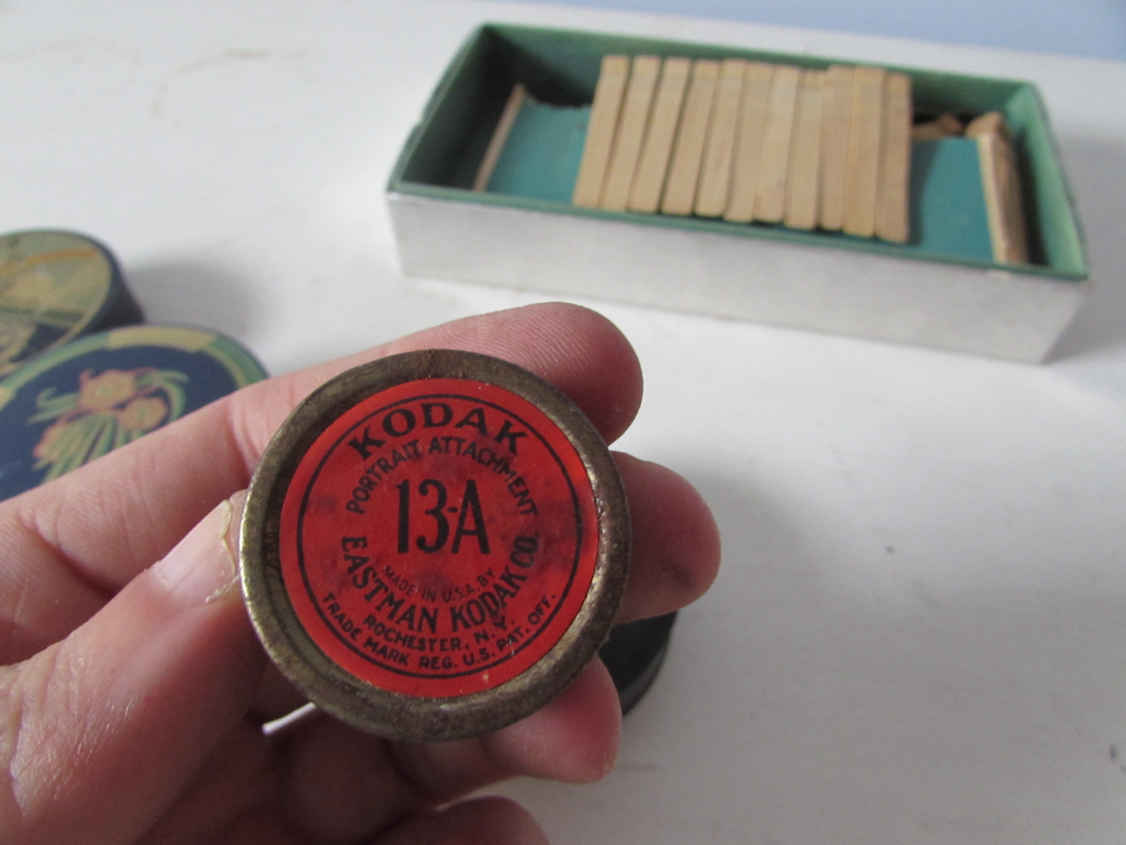 KODAK
PORTRAIT ATTACHMENT
13-A
MADE IN U.S.A. BY
EASTMAN KODAK CO.
ROCHESTER, N.Y.
TRADE MARK REG. U.S. PAT. OFF.